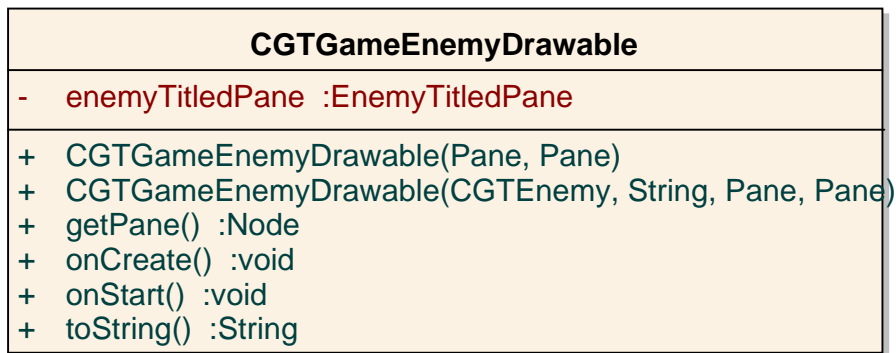 CGTGameEnemyDrawable
- enemyTitledPane :EnemyTitledPane
+ CGTGameEnemyDrawable(Pane, Pane)
+ CGTGameEnemyDrawable(CGTEnemy, String, Pane, Pane)
+ getPane() :Node
+ onCreate() :void
+ onStart() :void
+ toString() :String